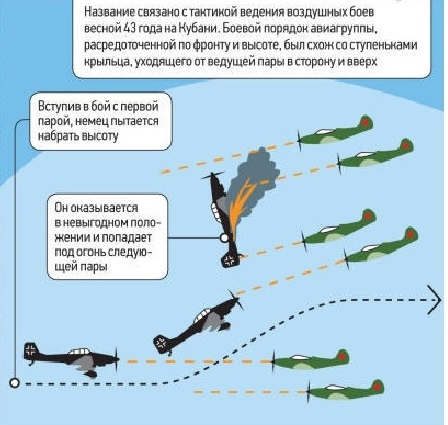 Название связано с тактикой ведения воздушных боев
весной 43 года на Кубани. Боевой порядок авиагруппы,
расредоточенной по фронту и высоте, был схож со ступеньками
крыльца, уходящего от ведущей пары в сторону и вверх
Вступив в бой с первой
парой, немец пытается
набрать высоту
Он оказывается
в невыгодном поло-
жении и попадает
под огонь следую-
щей пары